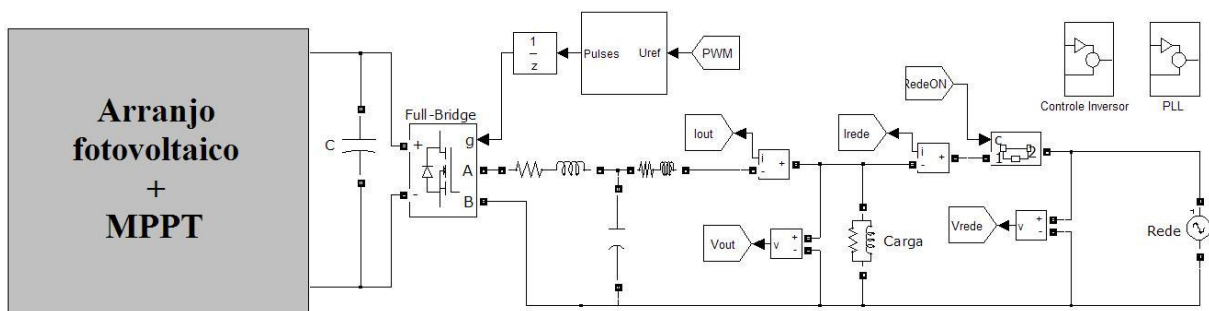 Arranjo
fotovoltaico
+
MPPT
C
Full-Bridge
+
-
g
A
B
1
z
Pulses
Uref
PWM
Iout
i
+
-
Vout
v
+
-
Carga
RedeON
Irede
i
+
-
C
1
2
Vrede
v
+
-
Rede
Controle Inversor
PLL